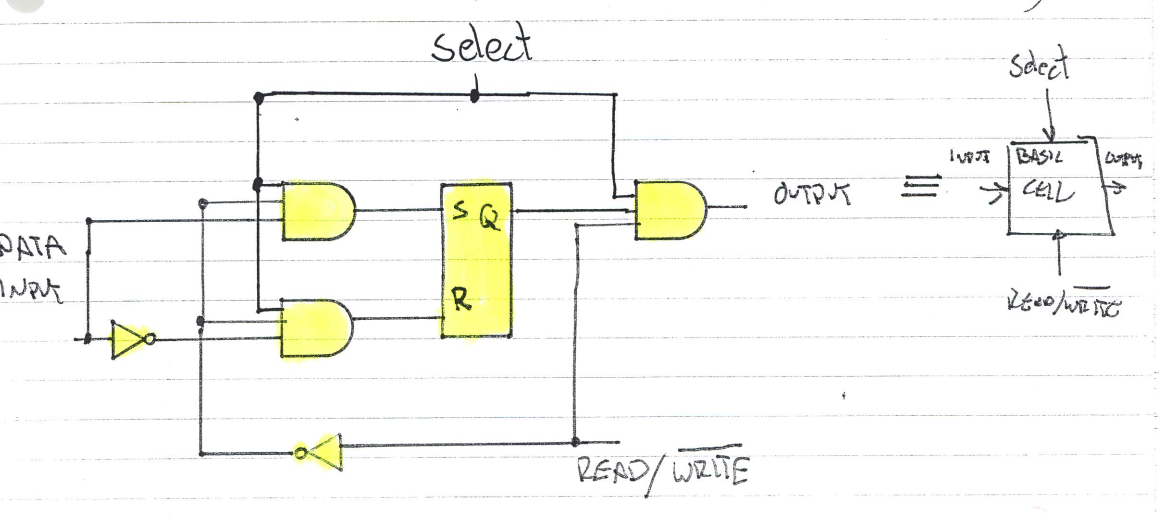 Select
DATA
INPUT
S Q
R
OUTPUT
READ/WRITE
≡
Select
INPUT
BASIC
CELL
OUTPUT
READ/WRITE